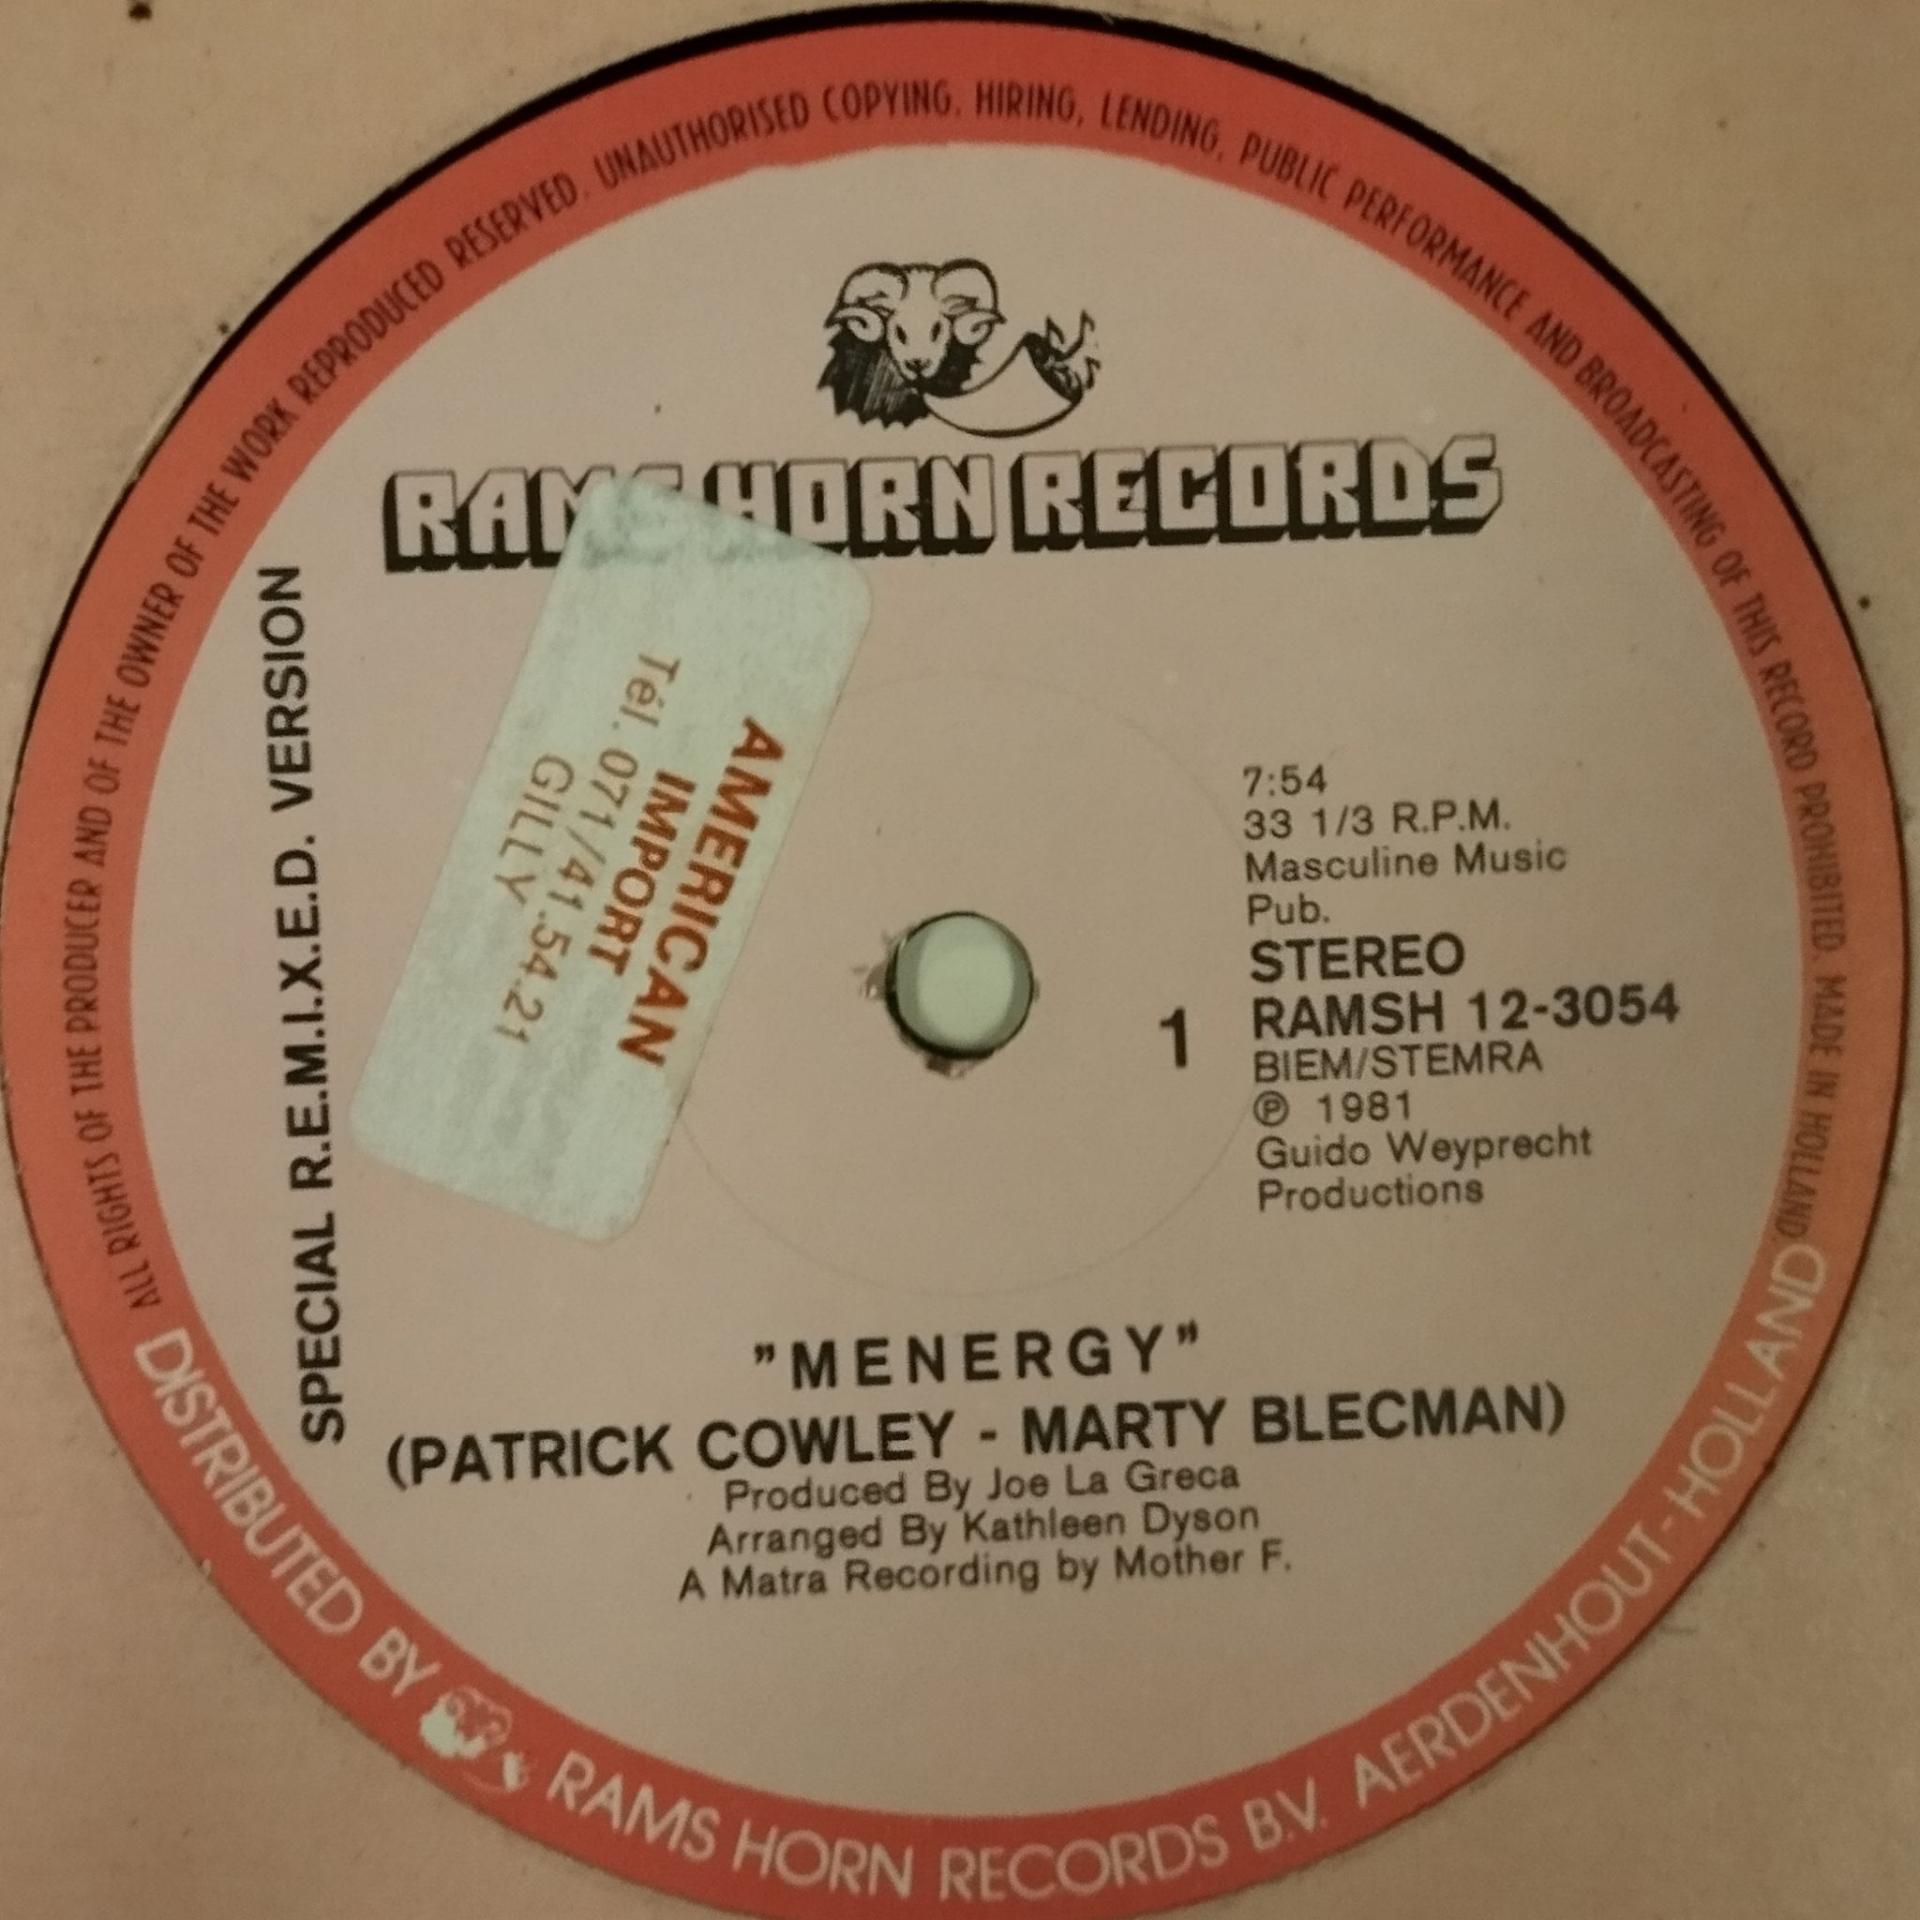 ALL RIGHTS OF THE PRODUCER AND OF THE OWNER OF THE WORK REPRODUCED RESERVED. UNAUTHORISED COPYING, HIRING, LENDING, PUBLIC PERFORMANCE AND BROADCASTING OF THIS RECORD PROHIBITED. MADE IN HOLLAND
RAMS HORN RECORDS
SPECIAL R.E.M.I.X.E.D. VERSION
AMERICAN
IMPORT
Tél. 071/41.54.21
GILLY
7:54
33 1/3 R.P.M.
Masculine Music
Pub.
STEREO
1
RAMSH 12-3054
BIEM/STEMRA
℗ 1981
Guido Weyprecht
Productions
"MENERGY"
(PATRICK COWLEY - MARTY BLECMAN)
Produced By Joe La Greca
Arranged By Kathleen Dyson
A Matra Recording by Mother F.
DISTRIBUTED BY RAMS HORN RECORDS B.V. AERDENHOUT-HOLLAND